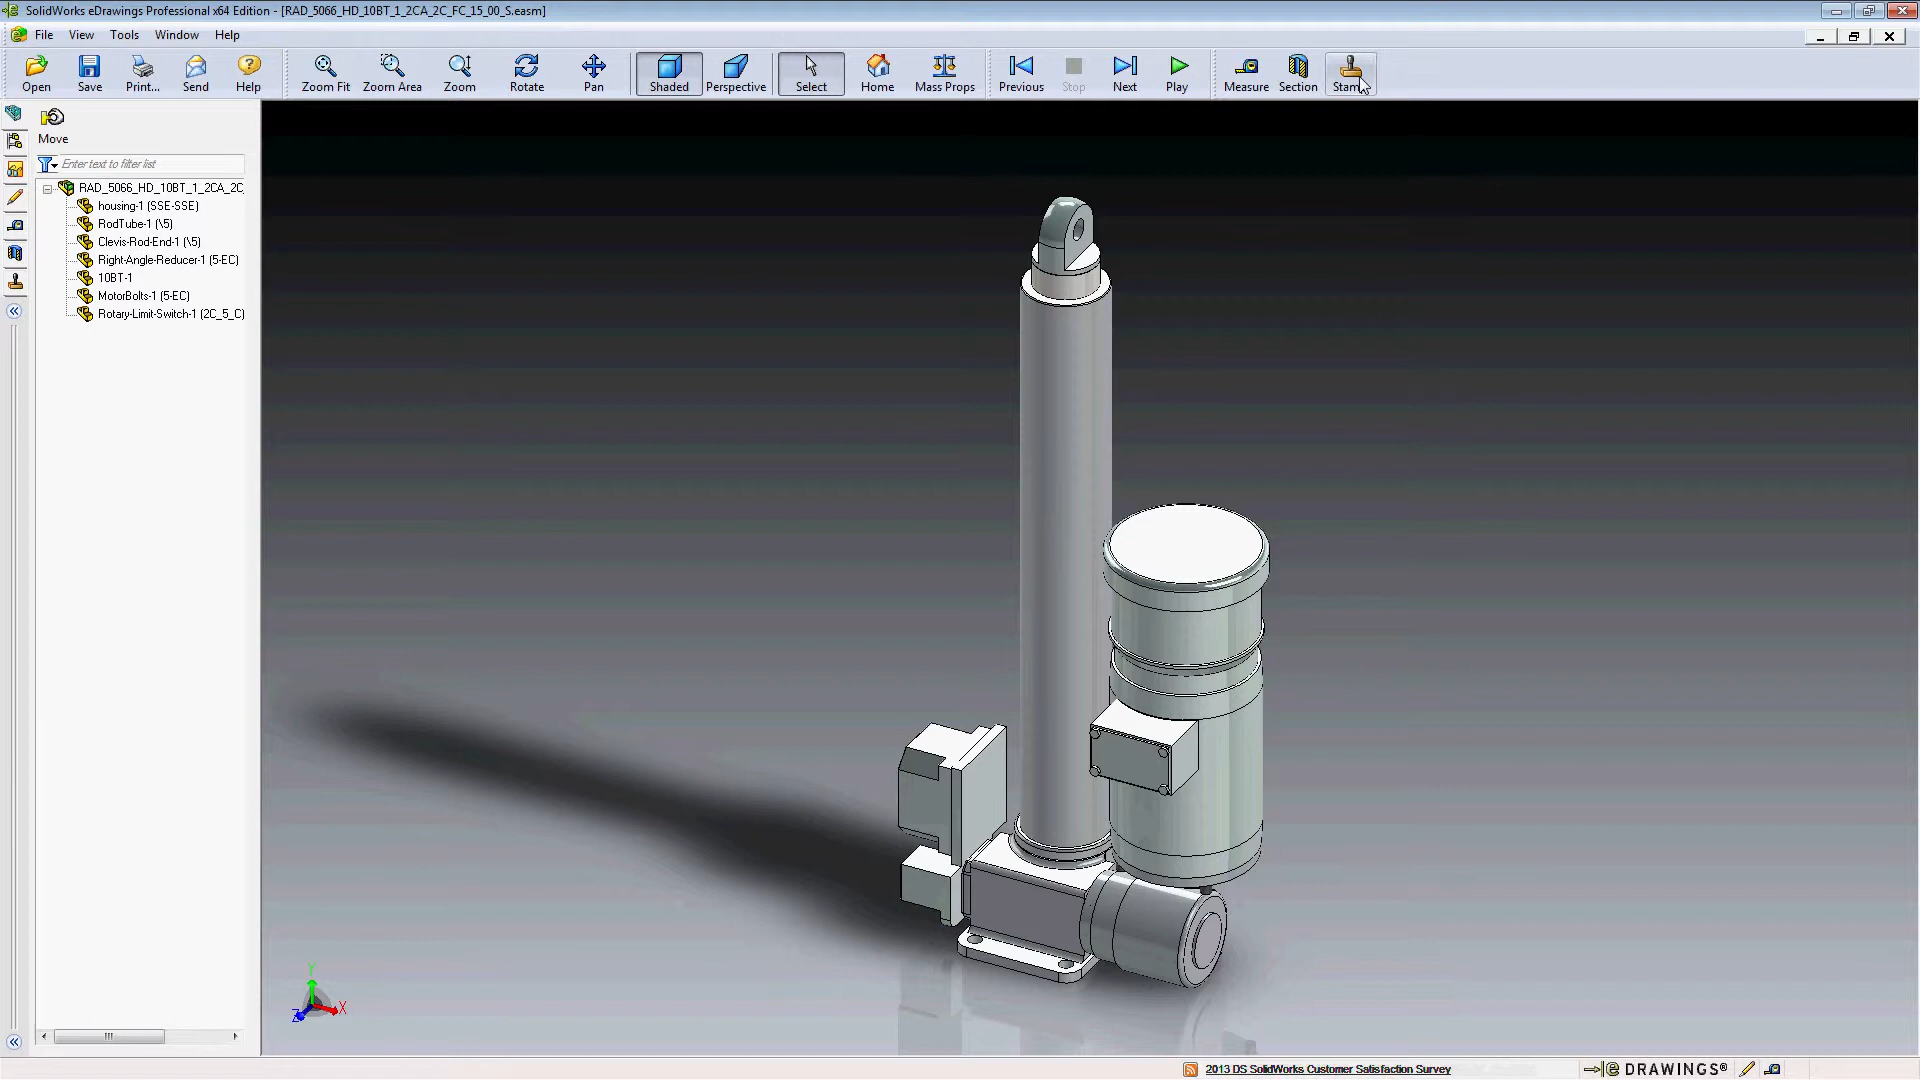 SolidWorks eDrawings Professional x64 Edition - [RAD_5066_HD_10BT_1_2CA_2C_FC_15_00_S.easm]
File View Tools Window Help
Open Save Print... Send Help Zoom Fit Zoom Area Zoom Rotate Pan Shaded Perspective Select Home Mass Props Previous Stop Next Play Measure Section Stam
Move
Enter text to filter list
RAD_5066_HD_10BT_1_2CA_2C_
housing-1 (SSE-SSE)
RodTube-1 (\5)
Clevis-Rod-End-1 (\5)
Right-Angle-Reducer-1 (5-EC)
10BT-1
MotorBolts-1 (5-EC)
Rotary-Limit-Switch-1 (2C_5_C)
Y
X
Z
2013 DS SolidWorks Customer Satisfaction Survey
eDRAWINGS®